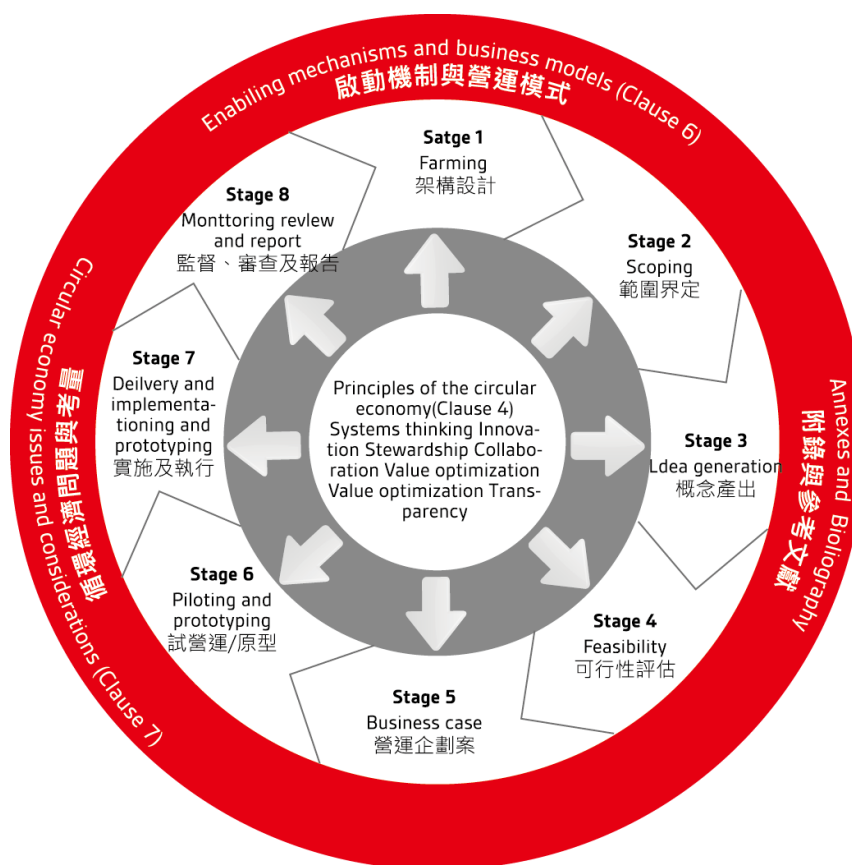 Enabiling mechanisms and business models (Clause 6)
啟動機制與營運模式
Satge 1
Farming
架構設計
Stage 2
Scoping
範圍界定
Stage 3
Ldea generation
概念產出
Stage 4
Feasibility
可行性評估
Stage 5
Business case
營運企劃案
Stage 6
Piloting and
prototyping
試營運/原型
Stage 7
Deilvery and
implementa-
tioning and
prototyping
實施及執行
Stage 8
Monttoring revlew
and report
監督、審查及報告
Principles of the circular
economy(Clause 4)
Systems thinking Innova-
tion Stewardship Collabo-
ration Value optimization
Value optimization Trans-
parency
Annexes and Bioliography
附錄與參考文獻
Circular economy issues and considerations (Clause 7)
循環經濟問題與考量